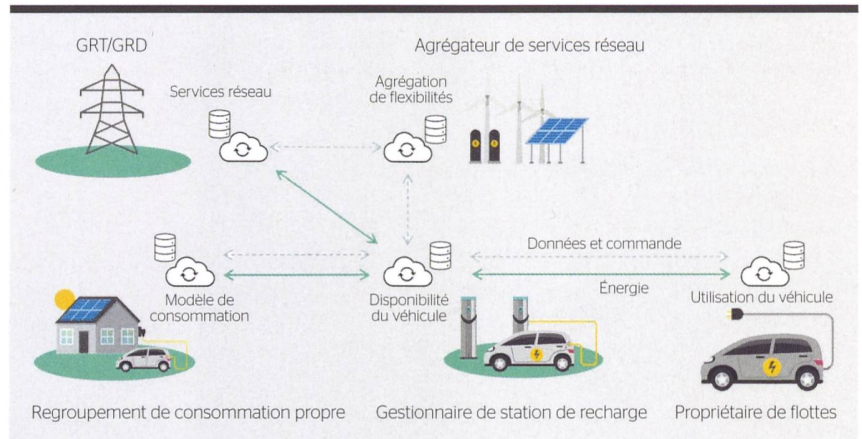 GRT/GRD
Agrégateur de services réseau
Services réseau
Agrégation
de flexibilités
Données et commande
Énergie
Modèle de
consommation
Disponibilité
du véhicule
Utilisation du véhicule
Regroupement de consommation propre
Gestionnaire de station de recharge
Propriétaire de flottes